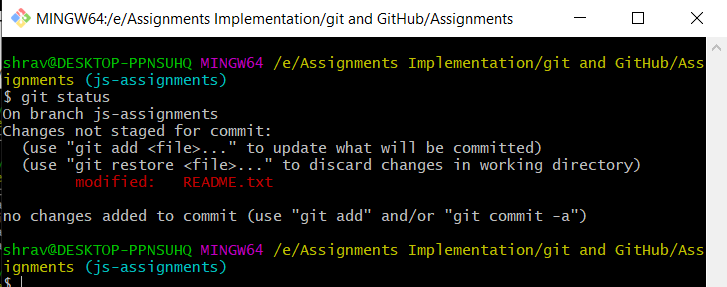 MINGW64:/e/Assignments Implementation/git and GitHub/Assignments
shrav@DESKTOP-PPNSUHQ MINGW64 /e/Assignments Implementation/git and GitHub/Ass
ignments (js-assignments)
$ git status
On branch js-assignments
Changes not staged for commit:
  (use "git add <file>..." to update what will be committed)
  (use "git restore <file>..." to discard changes in working directory)
        modified:   README.txt

no changes added to commit (use "git add" and/or "git commit -a")

shrav@DESKTOP-PPNSUHQ MINGW64 /e/Assignments Implementation/git and GitHub/Ass
ignments (js-assignments)
$